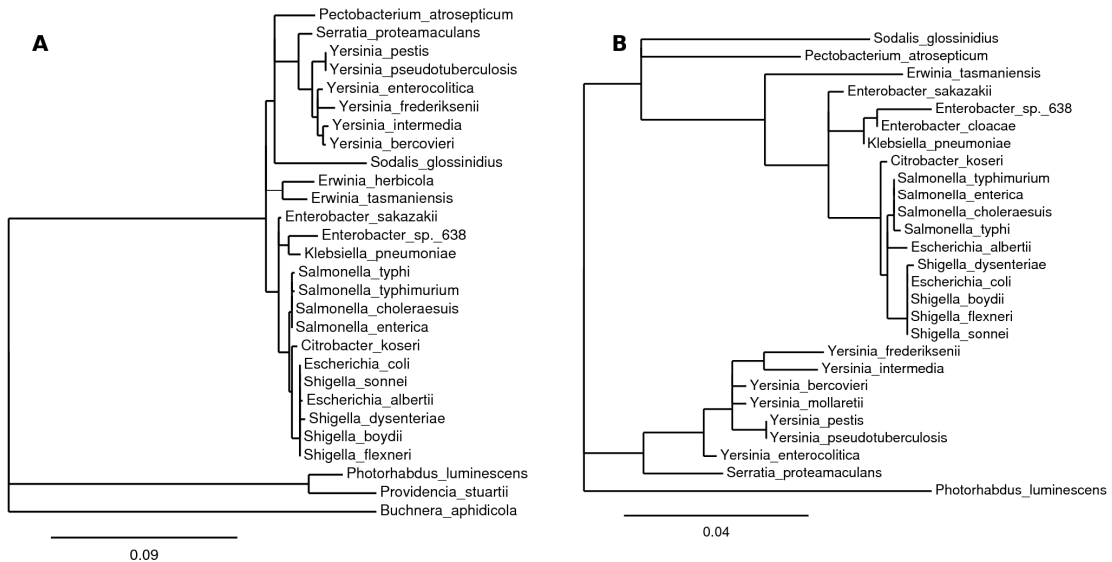 A
Pectobacterium_atrosepticum
Serratia_proteamaculans
Yersinia_pestis
Yersinia_pseudotuberculosis
Yersinia_enterocolitica
Yersinia_frederiksenii
Yersinia_intermedia
Yersinia_bercovieri
Sodalis_glossinidius
Erwinia_herbicola
Erwinia_tasmaniensis
Enterobacter_sakazakii
Enterobacter_sp._638
Klebsiella_pneumoniae
Salmonella_typhi
Salmonella_typhimurium
Salmonella_choleraesuis
Salmonella_enterica
Citrobacter_koseri
Escherichia_coli
Shigella_sonnei
Escherichia_albertii
Shigella_dysenteriae
Shigella_boydii
Shigella_flexneri
Photorhabdus_luminescens
Providencia_stuartii
Buchnera_aphidicola
0.09
B
Sodalis_glossinidius
Pectobacterium_atrosepticum
Erwinia_tasmaniensis
Enterobacter_sakazakii
Enterobacter_sp._638
Enterobacter_cloacae
Klebsiella_pneumoniae
Citrobacter_koseri
Salmonella_typhimurium
Salmonella_enterica
Salmonella_choleraesuis
Salmonella_typhi
Escherichia_albertii
Shigella_dysenteriae
Escherichia_coli
Shigella_boydii
Shigella_flexneri
Shigella_sonnei
Yersinia_frederiksenii
Yersinia_intermedia
Yersinia_bercovieri
Yersinia_mollaretii
Yersinia_pestis
Yersinia_pseudotuberculosis
Yersinia_enterocolitica
Serratia_proteamaculans
Photorhabdus_luminescens
0.04